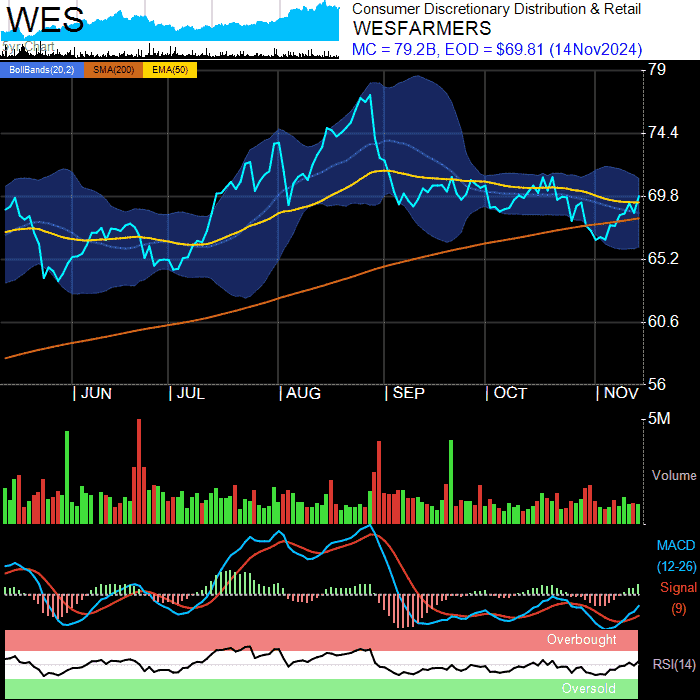 WES
Consumer Discretionary Distribution & Retail
WESFARMERS
MC = 79.2B, EOD = $69.81 (14Nov2024)
BollBands(20,2) SMA(200) EMA(50)
79
74.4
69.8
65.2
60.6
56
JUN JUL AUG SEP OCT NOV
5M
Volume
MACD
(12-26)
Signal
(9)
Overbought
RSI(14)
Oversold